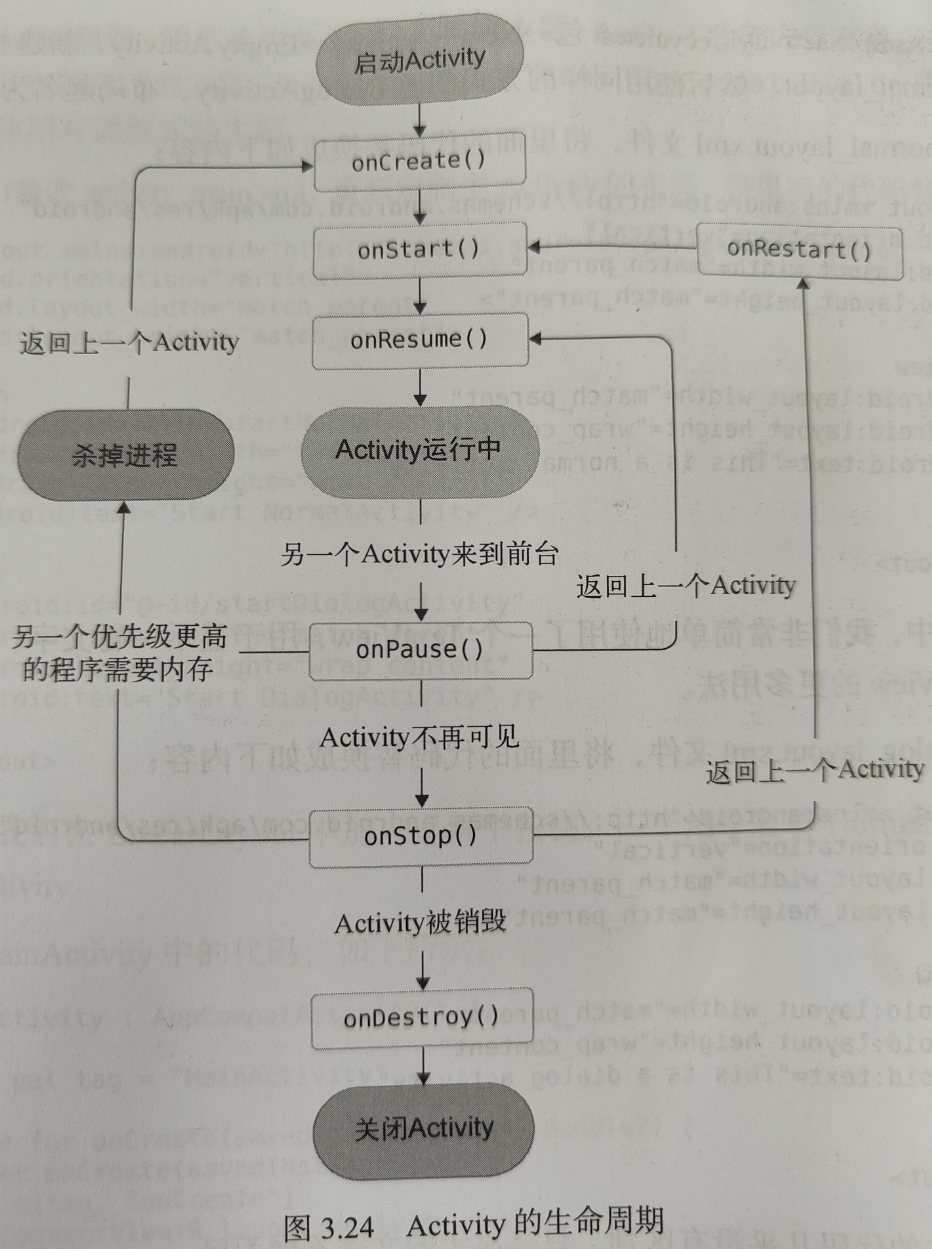 启动Activity
onCreate()
onStart()
onRestart()
onResume()
返回上一个Activity
杀掉进程
Activity运行中
另一个Activity来到前台
返回上一个Activity
另一个优先级更高
的程序需要内存
onPause()
Activity不再可见
返回上一个Activity
onStop()
Activity被销毁
onDestroy()
关闭Activity
图 3.24 Activity 的生命周期